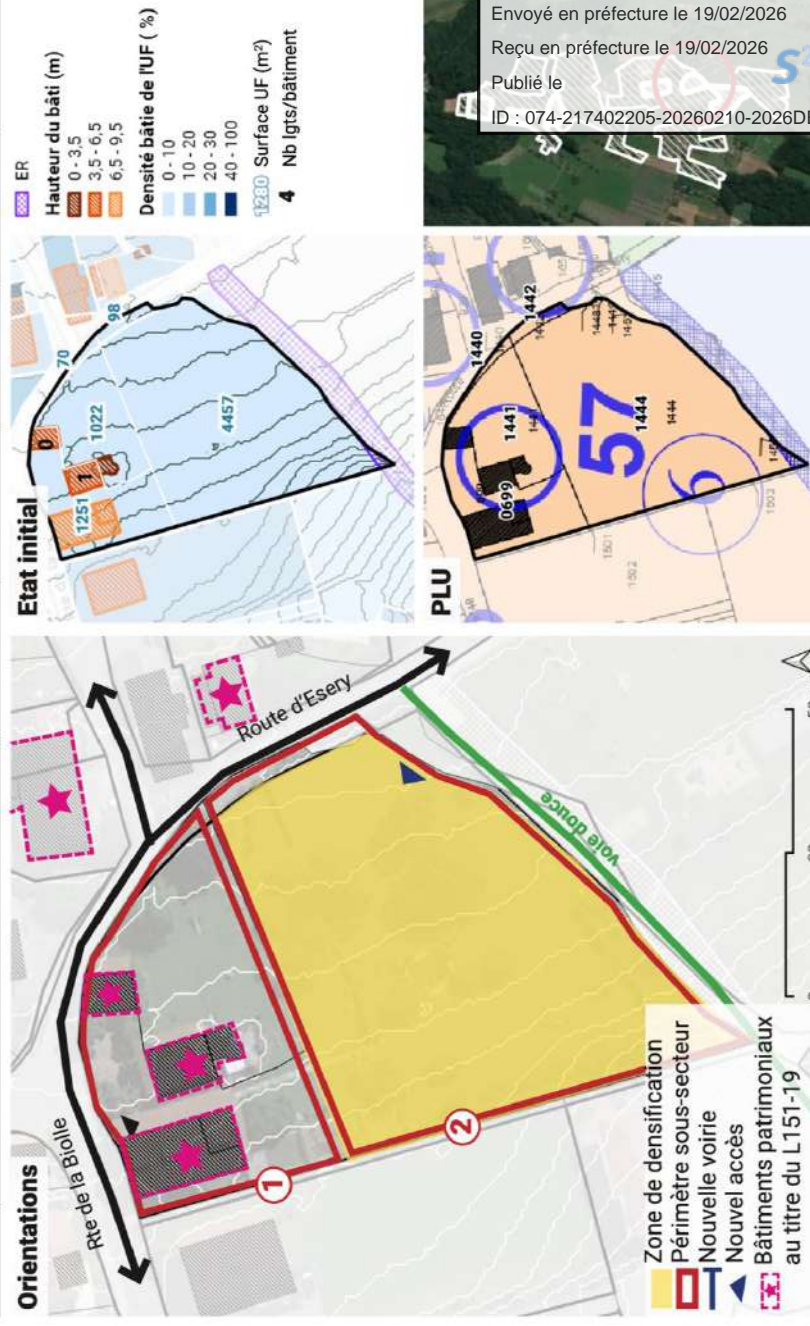 Envoyé en préfecture le 19/02/2026
Reçu en préfecture le 19/02/2026
Publié le
ID : 074-217402205-20260210-2026DE
Orientations
Rte de la Biolle
Route d'Esery
voie douce
1
2
Zone de densification
Périmètre sous-secteur
Nouvelle voirie
Nouvel accès
Bâtiments patrimoniaux
au titre du L151-19
Etat initial
70
98
0
1
1022
1251
4457
ER
Hauteur du bâti (m)
0 - 3,5
3,5 - 6,5
6,5 - 9,5
Densité bâtie de l'UF ( %)
0 - 10
10 - 20
20 - 30
40 - 100
1280 Surface UF (m²)
4 Nb lgts/bâtiment
PLU
1440
1442
1441
0699
57
1444
1444
6
1501
1502
1503